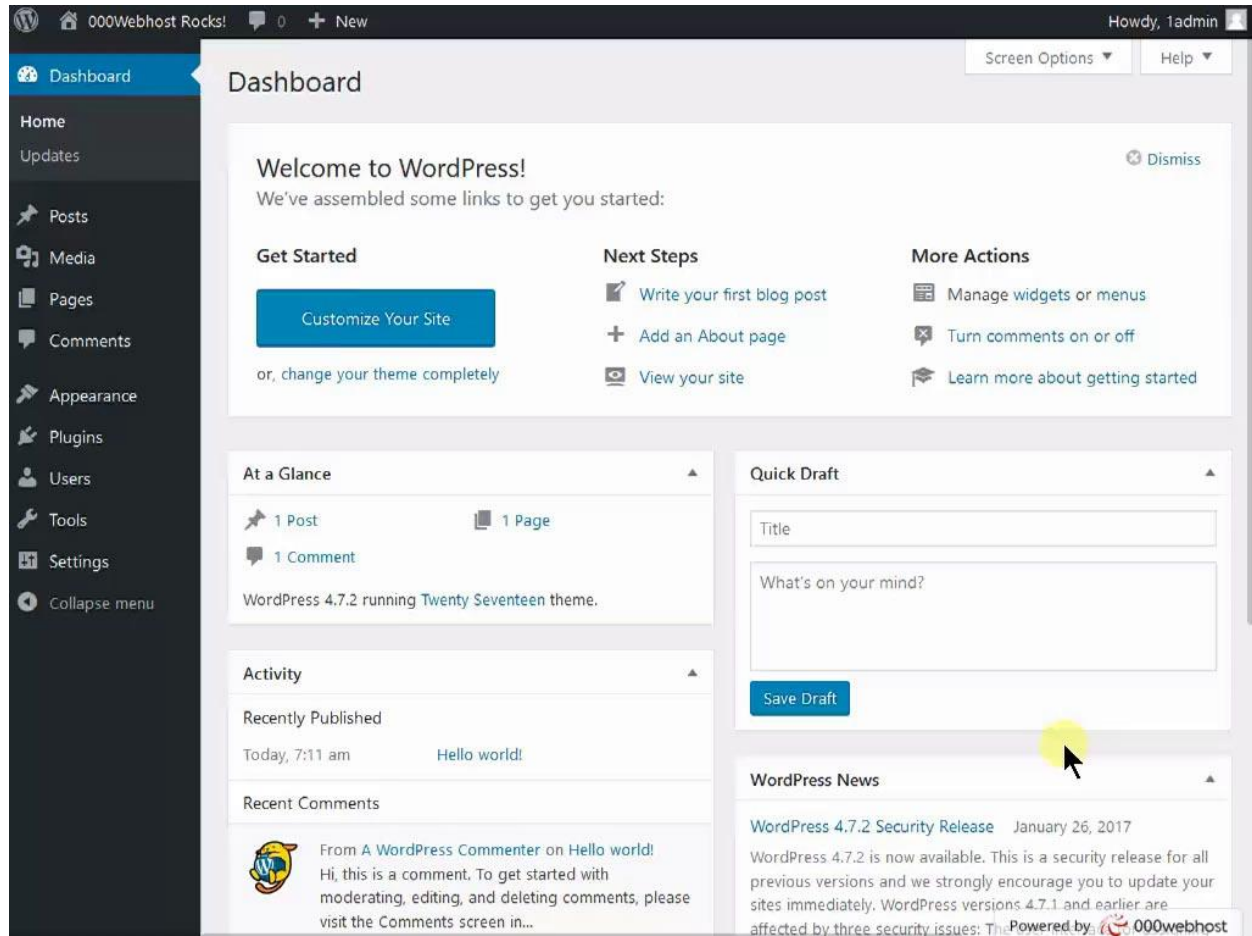 000Webhost Rocks!
0
New
Howdy, 1admin
Dashboard
Home
Updates
Posts
Media
Pages
Comments
Appearance
Plugins
Users
Tools
Settings
Collapse menu
Screen Options
Help
Dashboard
Welcome to WordPress!
Dismiss
We've assembled some links to get you started:
Get Started
Customize Your Site
or, change your theme completely
Next Steps
Write your first blog post
Add an About page
View your site
More Actions
Manage widgets or menus
Turn comments on or off
Learn more about getting started
At a Glance
1 Post
1 Page
1 Comment
WordPress 4.7.2 running Twenty Seventeen theme.
Activity
Recently Published
Today, 7:11 am
Hello world!
Recent Comments
From A WordPress Commenter on Hello world!
Hi, this is a comment. To get started with
moderating, editing, and deleting comments, please
visit the Comments screen in...
Quick Draft
Title
What's on your mind?
Save Draft
WordPress News
WordPress 4.7.2 Security Release January 26, 2017
WordPress 4.7.2 is now available. This is a security release for all
previous versions and we strongly encourage you to update your
sites immediately. WordPress versions 4.7.1 and earlier are
affected by three security issues:
Powered by 000webhost